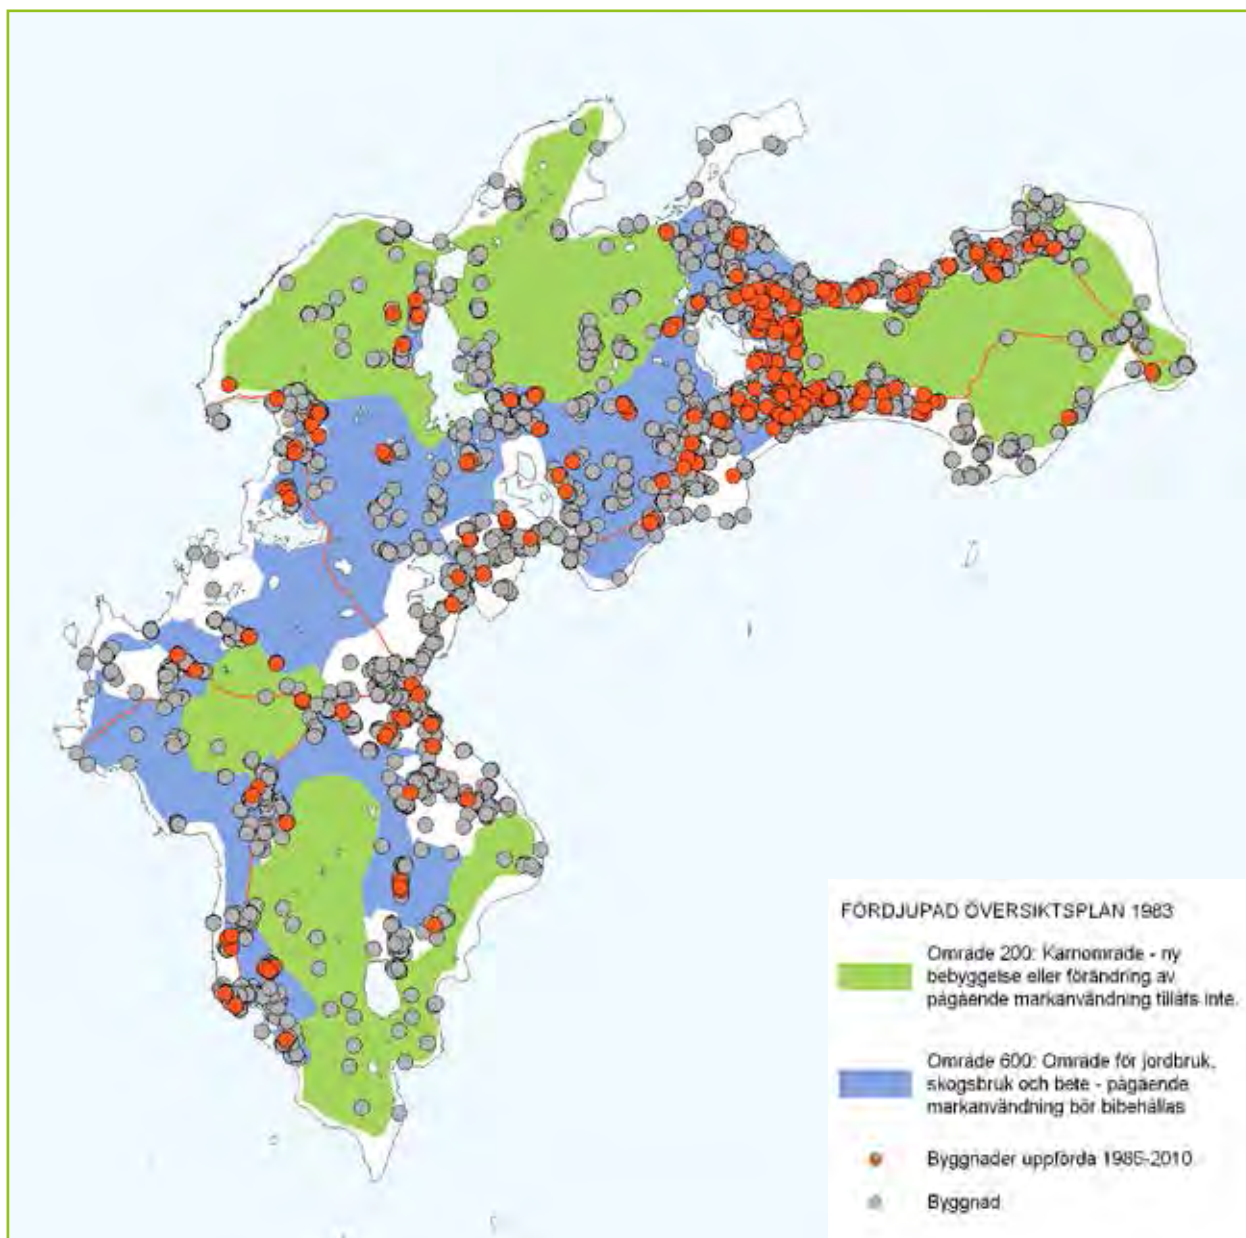 FÖRDJUPAD ÖVERSIKTSPLAN 1983
Område 200: Kärnområde - ny
bebyggelse eller förändring av
pågående markanvändning tillåts inte.
Område 600: Område för jordbruk,
skogsbruk och bete - pågående
markanvändning bör bibehållas
Byggnader uppförda 1985-2010
Byggnad